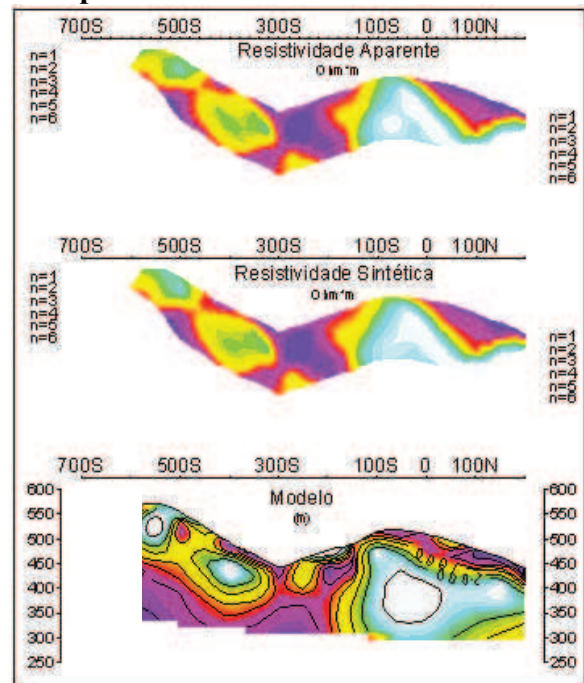 700S 500S 300S 100S 0 100N
Resistividade Aparente
Ohm*m
n=1
n=2
n=3
n=4
n=5
n=6
n=1
n=2
n=3
n=4
n=5
n=6
700S 500S 300S 100S 0 100N
Resistividade Sintética
Ohm*m
n=1
n=2
n=3
n=4
n=5
n=6
n=1
n=2
n=3
n=4
n=5
n=6
700S 500S 300S 100S 0 100N
Modelo
(m)
600
550
500
450
400
350
300
250
600
550
500
450
400
350
300
250